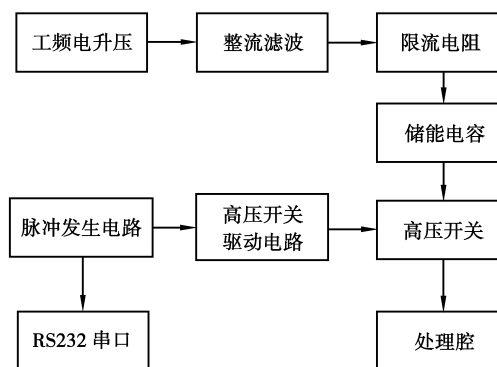 工频电升压
整流滤波
限流电阻
储能电容
脉冲发生电路
高压开关
驱动电路
高压开关
RS232 串口
处理腔